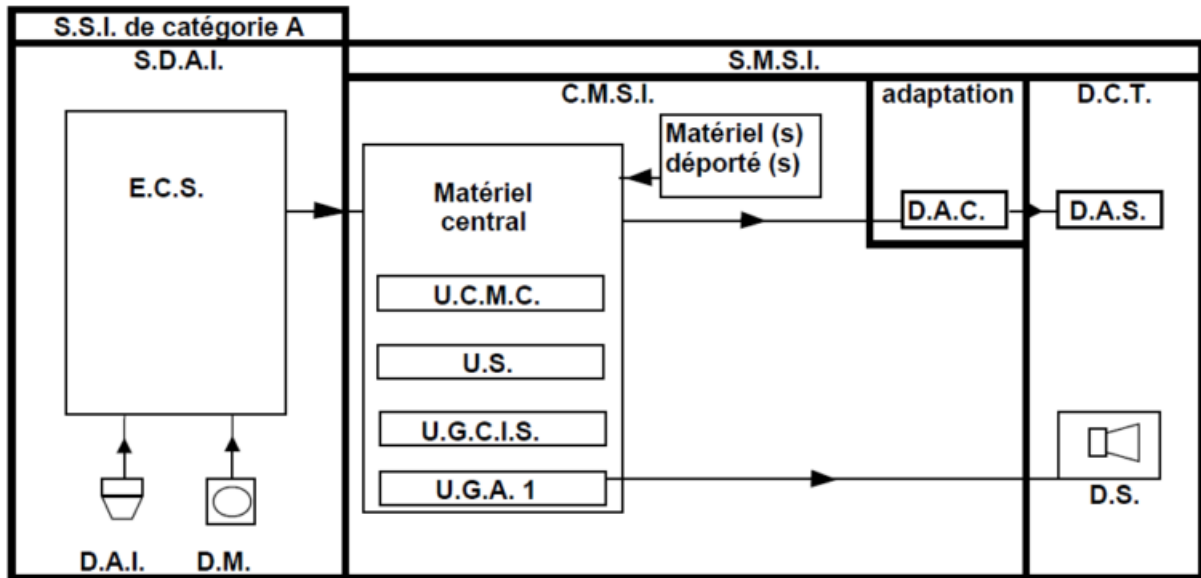 S.S.I. de catégorie A
S.D.A.I.
S.M.S.I.
C.M.S.I.
adaptation
D.C.T.
E.C.S.
Matériel (s)
déporté (s)
Matériel
central
D.A.C.
D.A.S.
U.C.M.C.
U.S.
U.G.C.I.S.
U.G.A. 1
D.S.
D.A.I.
D.M.